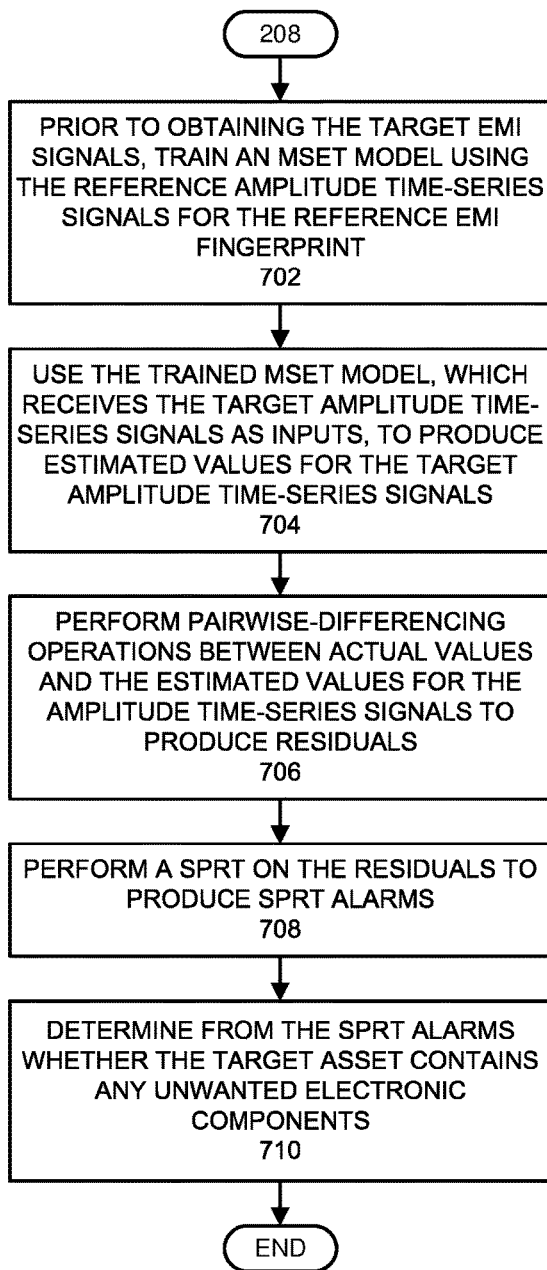 208
PRIOR TO OBTAINING THE TARGET EMI
SIGNALS, TRAIN AN MSET MODEL USING
THE REFERENCE AMPLITUDE TIME-SERIES
SIGNALS FOR THE REFERENCE EMI
FINGERPRINT
702
USE THE TRAINED MSET MODEL, WHICH
RECEIVES THE TARGET AMPLITUDE TIME-
SERIES SIGNALS AS INPUTS, TO PRODUCE
ESTIMATED VALUES FOR THE TARGET
AMPLITUDE TIME-SERIES SIGNALS
704
PERFORM PAIRWISE-DIFFERENCING
OPERATIONS BETWEEN ACTUAL VALUES
AND THE ESTIMATED VALUES FOR THE
AMPLITUDE TIME-SERIES SIGNALS TO
PRODUCE RESIDUALS
706
PERFORM A SPRT ON THE RESIDUALS TO
PRODUCE SPRT ALARMS
708
DETERMINE FROM THE SPRT ALARMS
WHETHER THE TARGET ASSET CONTAINS
ANY UNWANTED ELECTRONIC
COMPONENTS
710
END